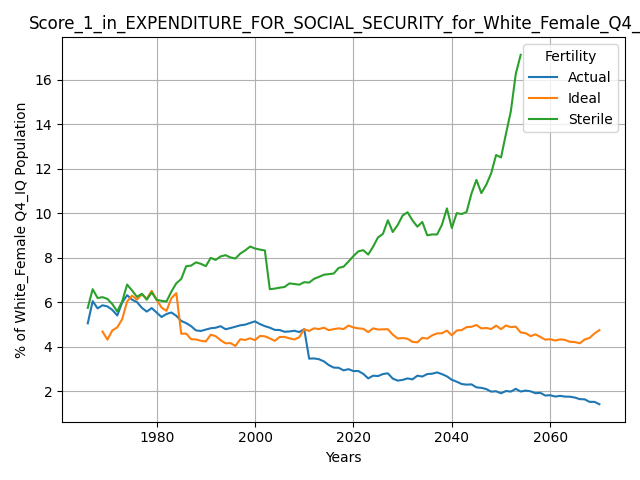 Score_1_in_EXPENDITURE_FOR_SOCIAL_SECURITY_for_White_Female_Q4_
Fertility
Actual
Ideal
Sterile
% of White_Female Q4_IQ Population
16
14
12
10
8
6
4
2
1980 2000 2020 2040 2060
Years